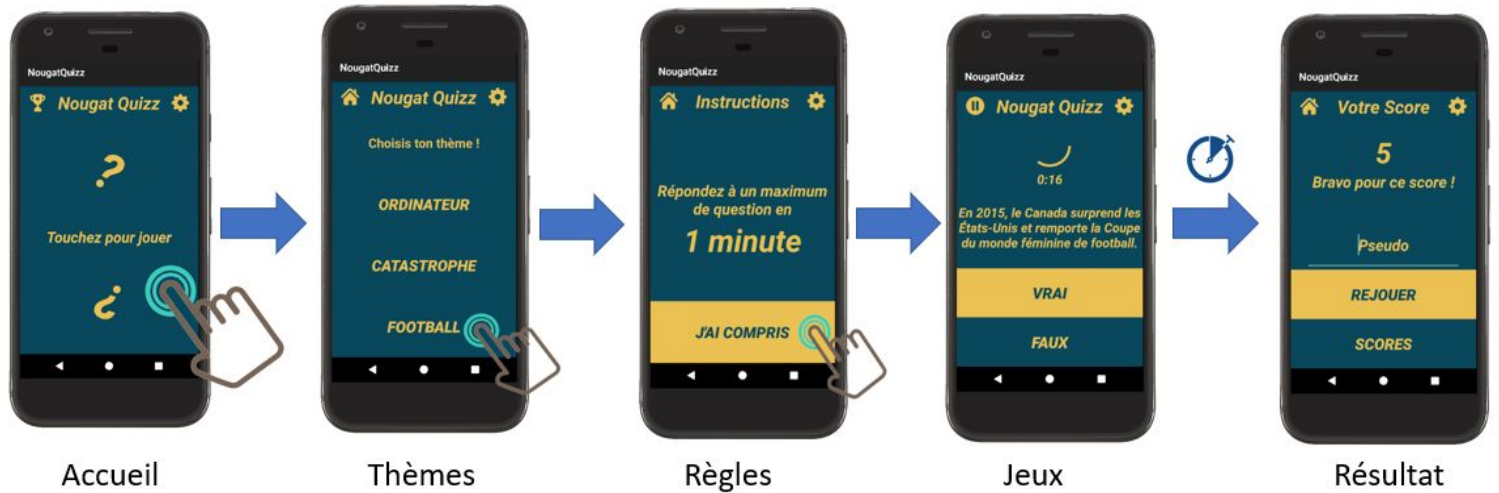 NougatQuizz
Nougat Quizz
?
Touchez pour jouer
¿
Accueil
NougatQuizz
Nougat Quizz
Choisis ton thème !
ORDINATEUR
CATASTROPHE
FOOTBALL
Thèmes
NougatQuizz
Instructions
Répondez à un maximum
de question en
1 minute
J'AI COMPRIS
Règles
NougatQuizz
Nougat Quizz
0:16
En 2015, le Canada surprend les
États-Unis et remporte la Coupe
du monde féminine de football.
VRAI
FAUX
Jeux
NougatQuizz
Votre Score
5
Bravo pour ce score !
Pseudo
REJOUER
SCORES
Résultat